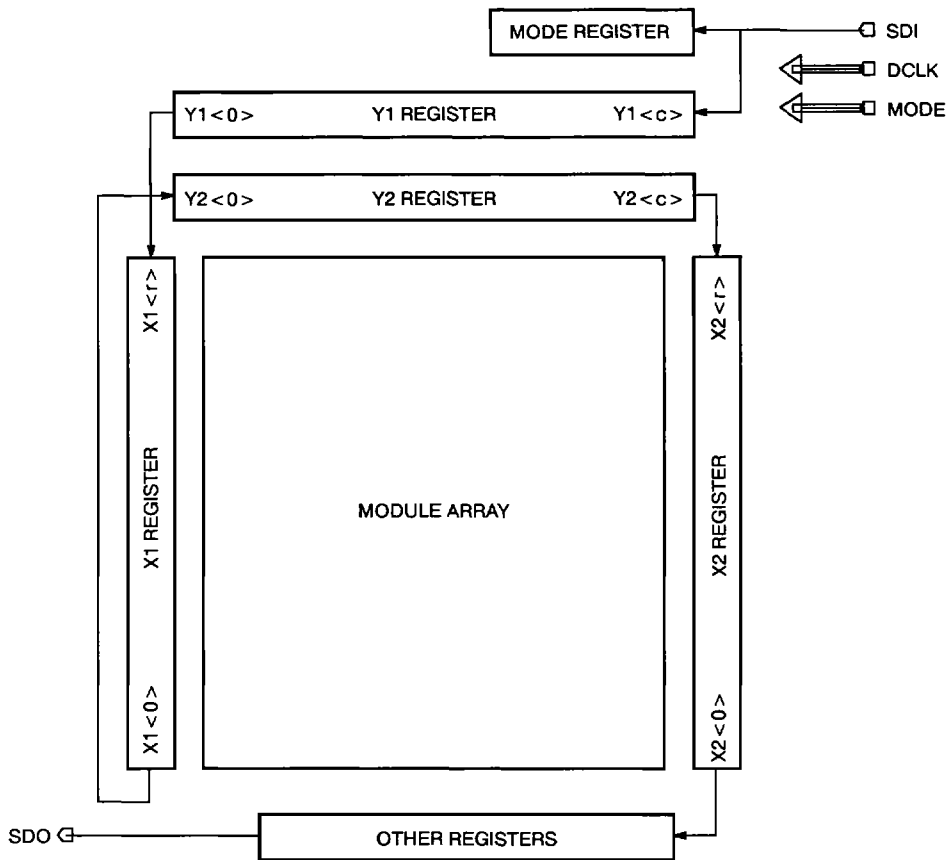 MODE REGISTER
SDI
DCLK
MODE
Y1<0> Y1 REGISTER Y1<c>
Y2<0> Y2 REGISTER Y2<c>
X1<r>
X1 REGISTER
X1<0>
MODULE ARRAY
X2<r>
X2 REGISTER
X2<0>
SDO
OTHER REGISTERS